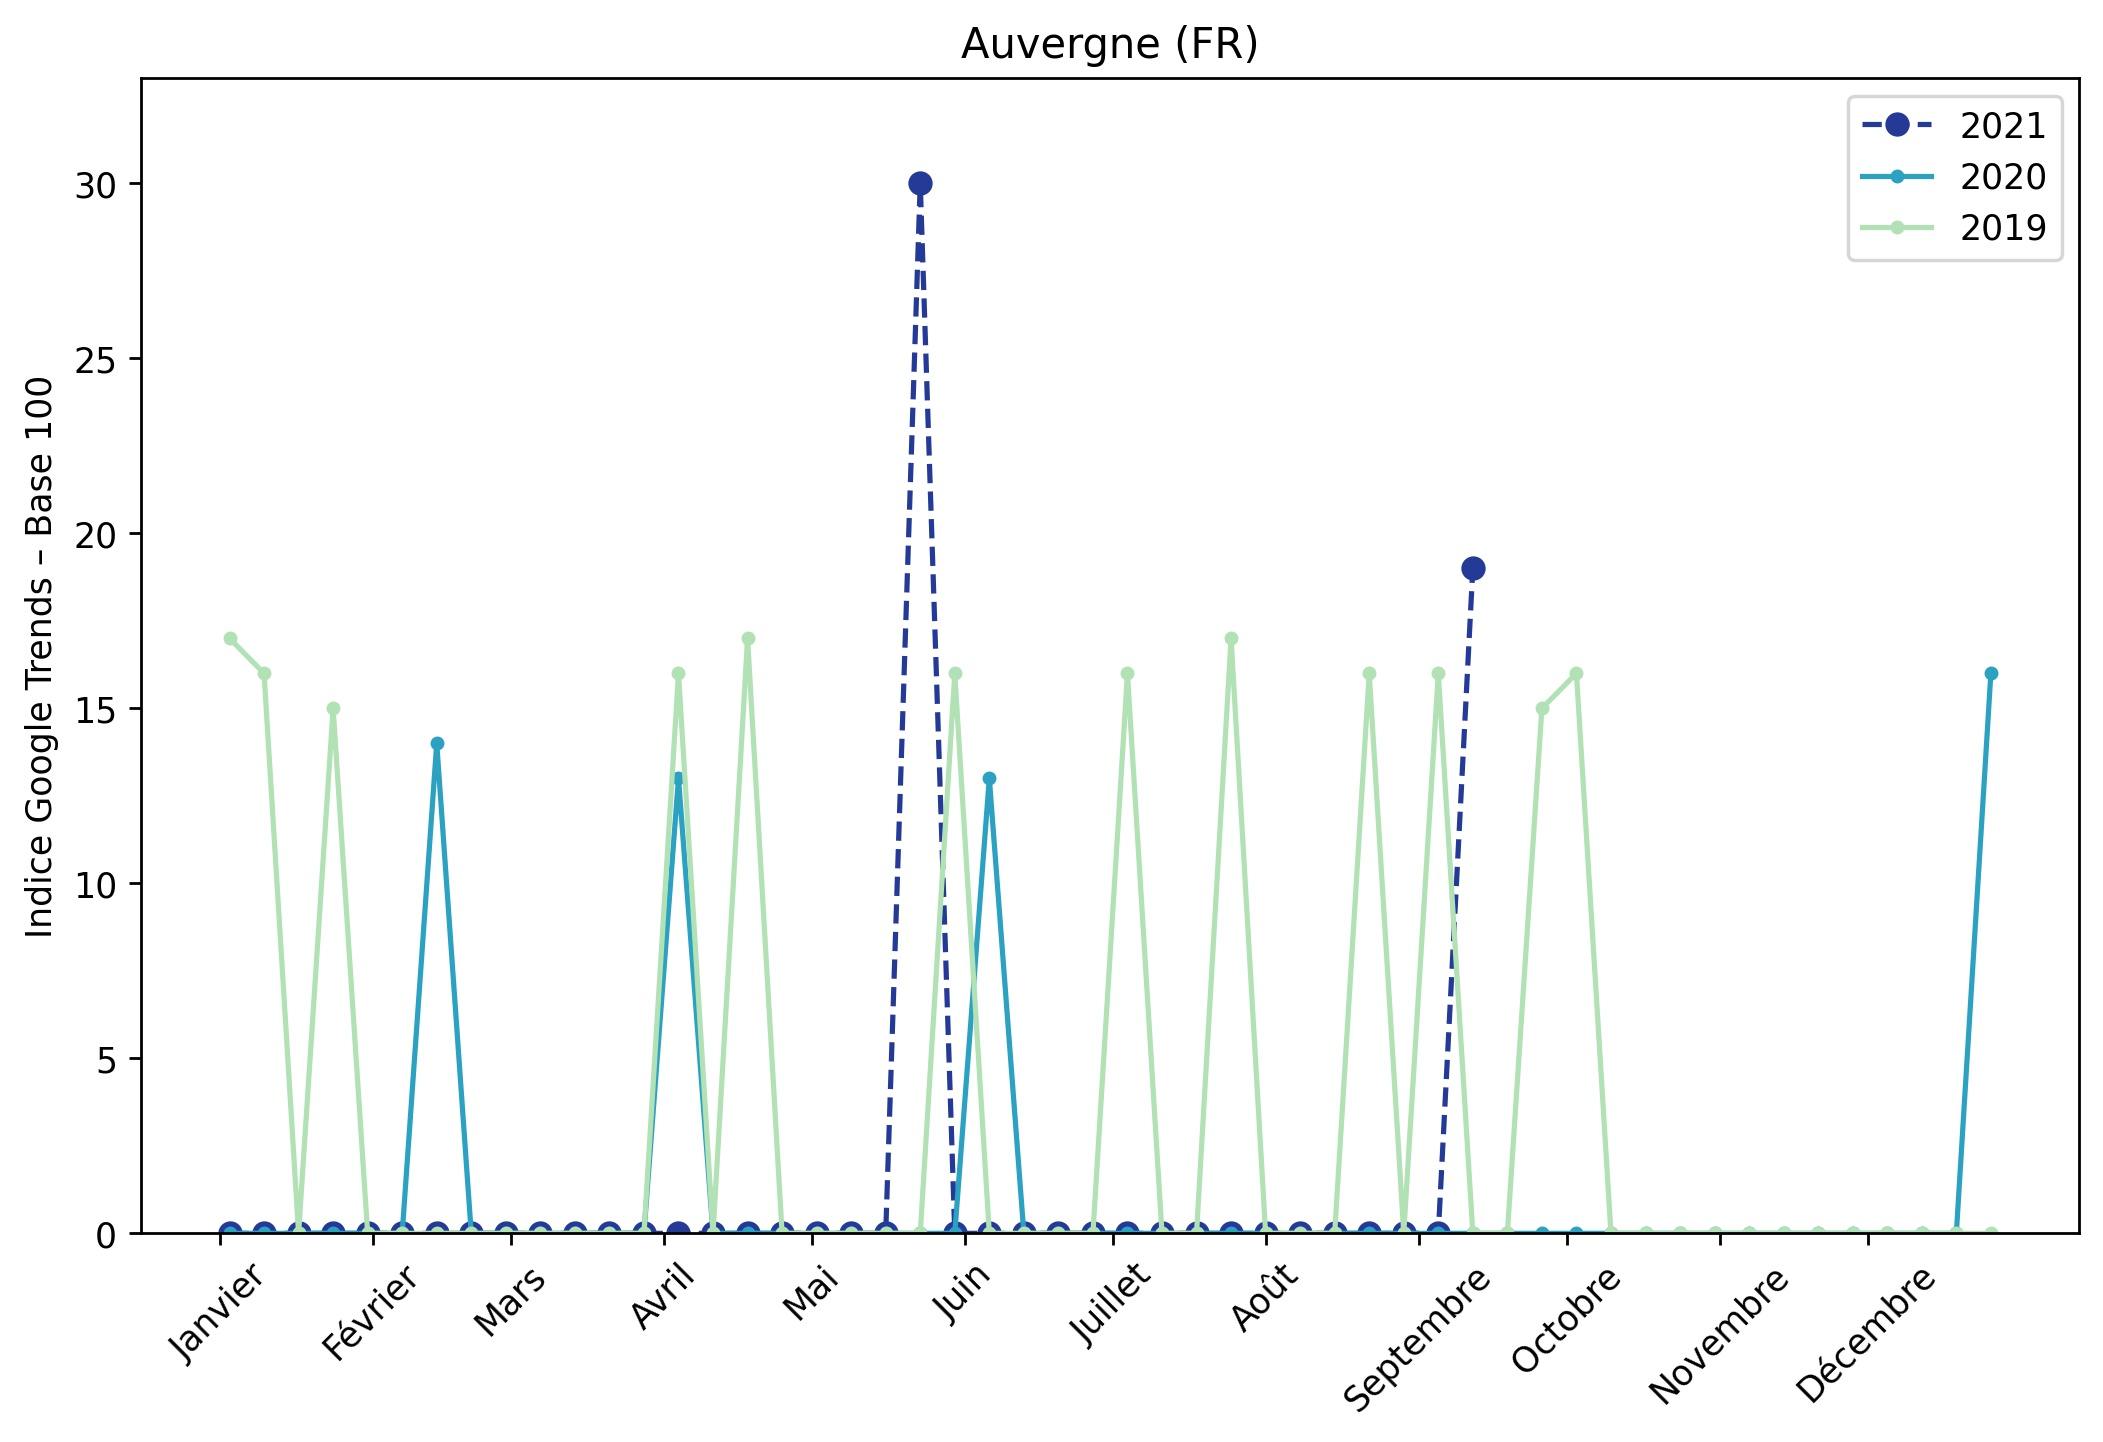 Auvergne (FR)
2021
2020
2019
Indice Google Trends – Base 100
30
25
20
15
10
5
0
Janvier
Février
Mars
Avril
Mai
Juin
Juillet
Août
Septembre
Octobre
Novembre
Décembre